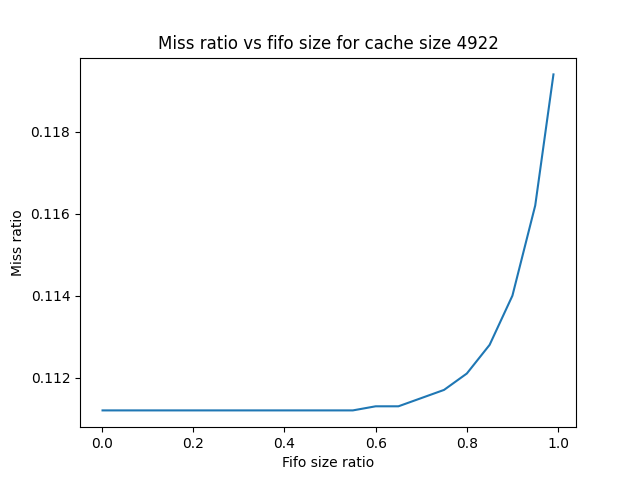 Miss ratio vs fifo size for cache size 4922
0.118
0.116
0.114
0.112
Miss ratio
0.0 0.2 0.4 0.6 0.8 1.0
Fifo size ratio